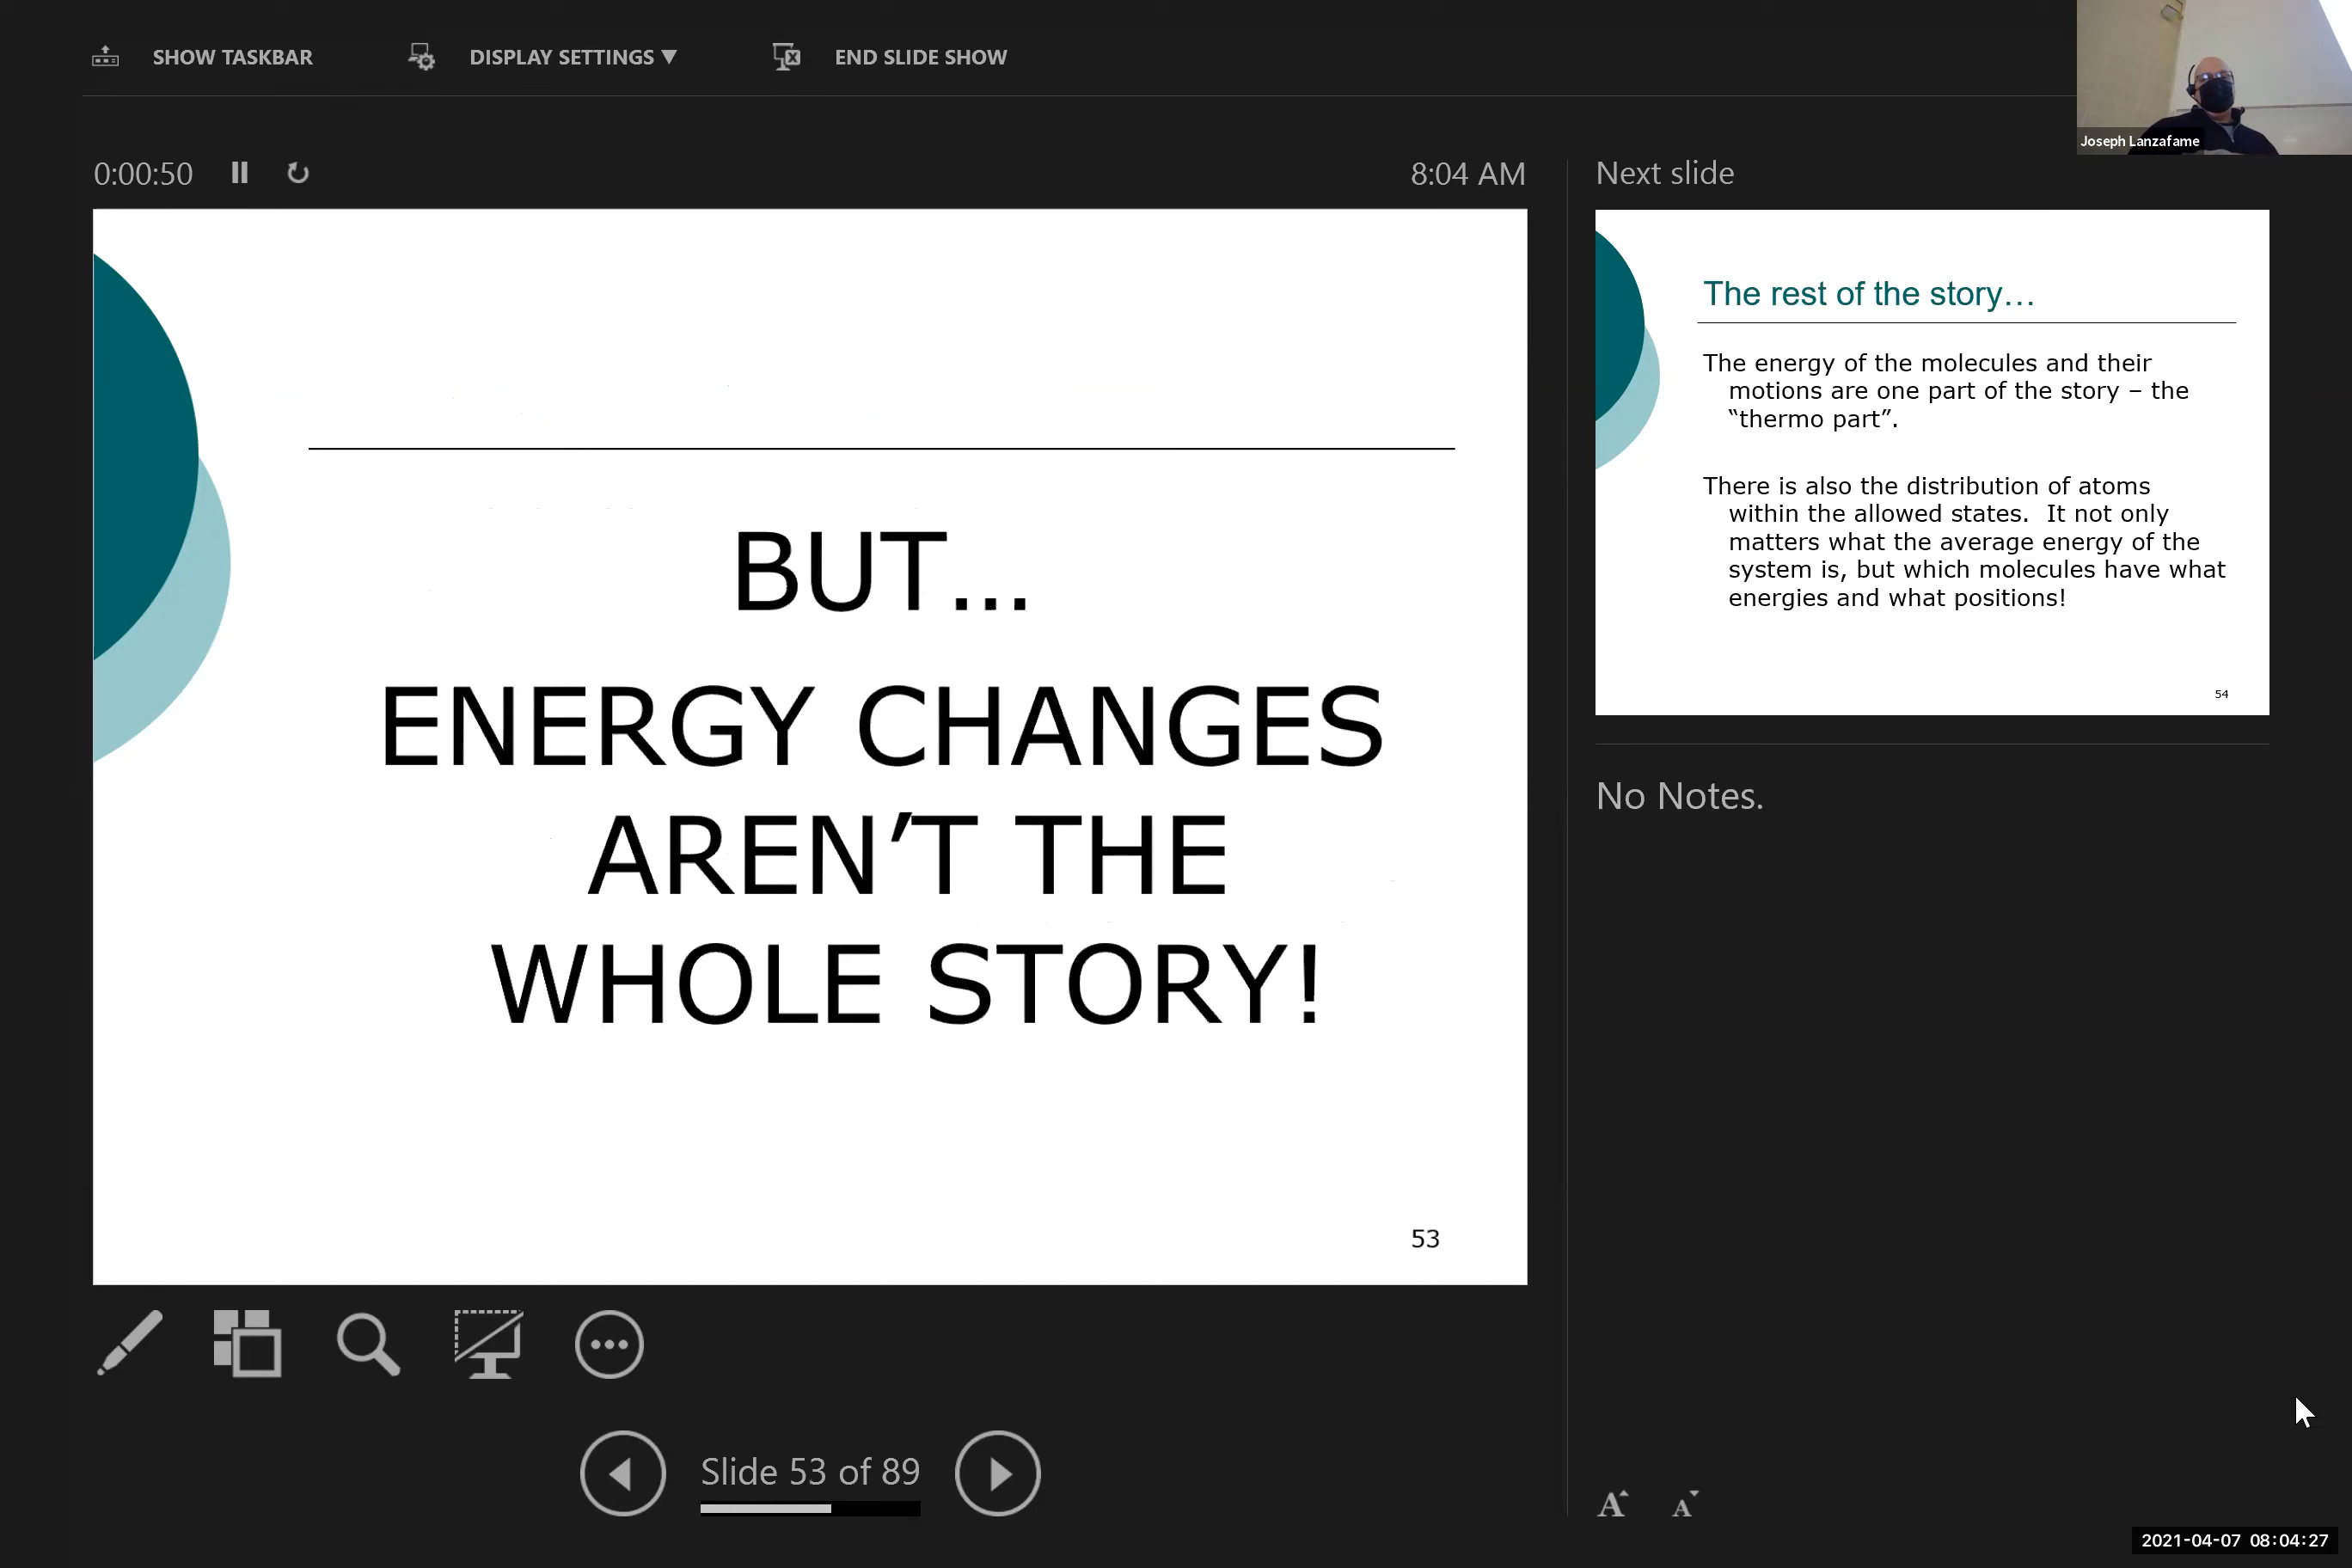 SHOW TASKBAR
DISPLAY SETTINGS ▼
END SLIDE SHOW
Joseph Lanzafame
0:00:50
8:04 AM
BUT…
ENERGY CHANGES
AREN’T THE
WHOLE STORY!
53
Next slide
The rest of the story…
The energy of the molecules and their
motions are one part of the story – the
“thermo part”.
There is also the distribution of atoms
within the allowed states.  It not only
matters what the average energy of the
system is, but which molecules have what
energies and what positions!
54
No Notes.
Slide 53 of 89
A A
2021-04-07 08:04:27